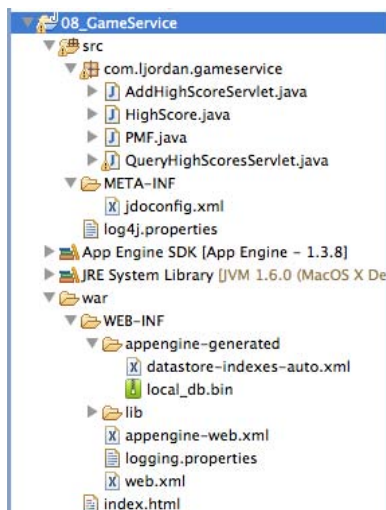 08_GameService
src
com.ljordan.gameservice
AddHighScoreServlet.java
HighScore.java
PMF.java
QueryHighScoresServlet.java
META-INF
jdoconfig.xml
log4j.properties
App Engine SDK [App Engine - 1.3.8]
JRE System Library [JVM 1.6.0 (MacOS X De
war
WEB-INF
appengine-generated
datastore-indexes-auto.xml
local_db.bin
lib
appengine-web.xml
logging.properties
web.xml
index.html